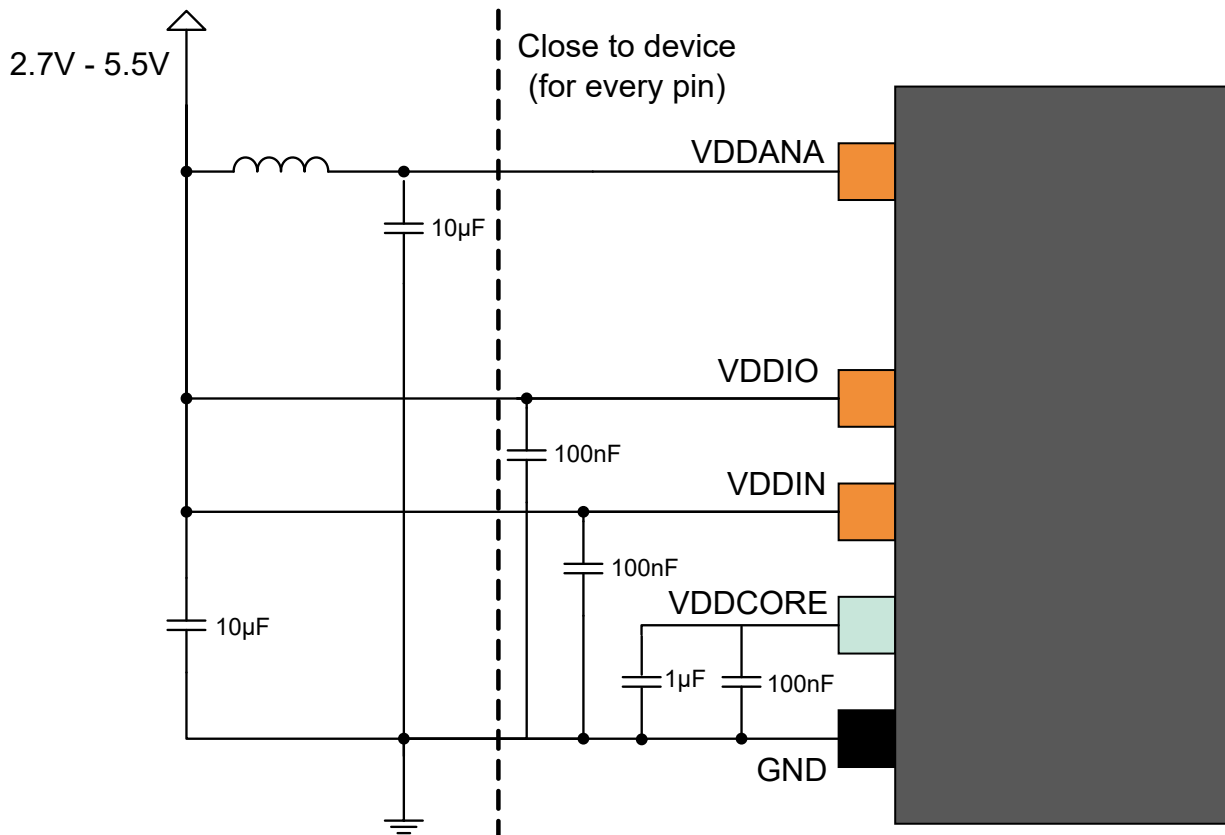 2.7V - 5.5V
Close to device
(for every pin)
VDDANA
10µF
VDDIO
100nF
VDDIN
100nF
VDDCORE
10µF
1µF
100nF
GND